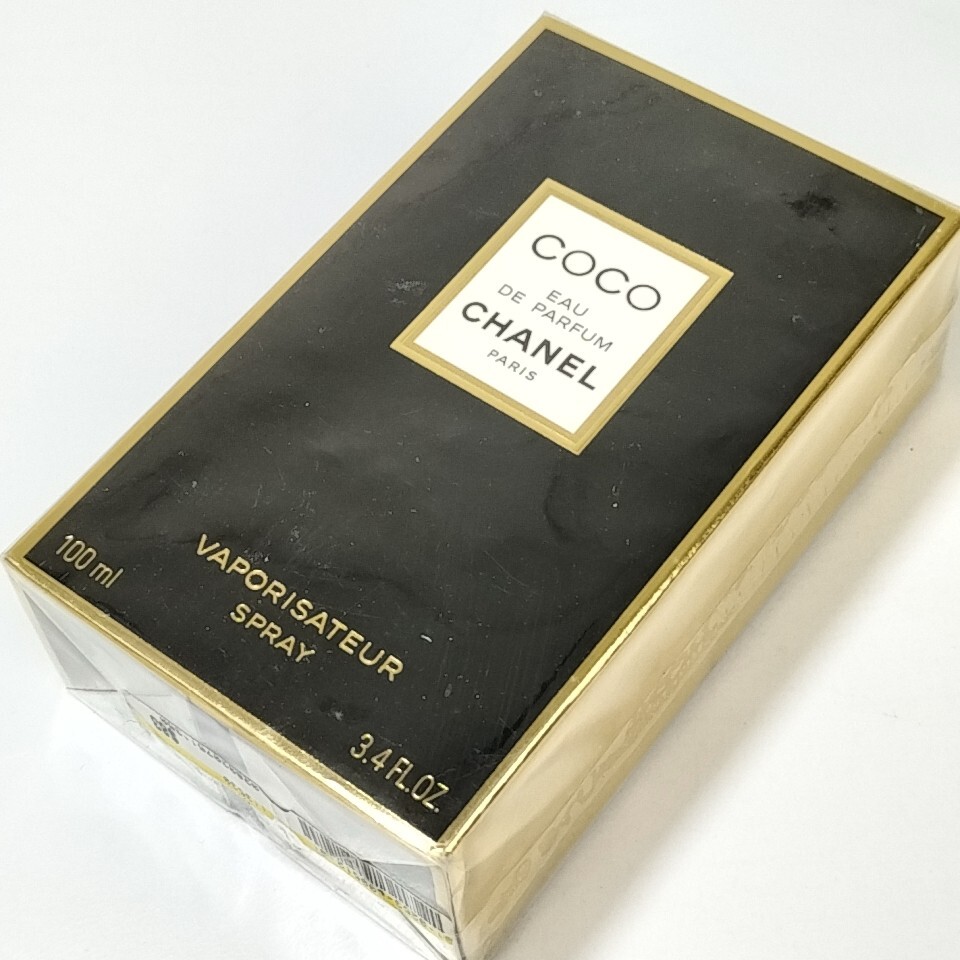 COCO
EAU
DE PARFUM
CHANEL
PARIS
100 ml
VAPORISATEUR
SPRAY
3.4 FL.OZ.